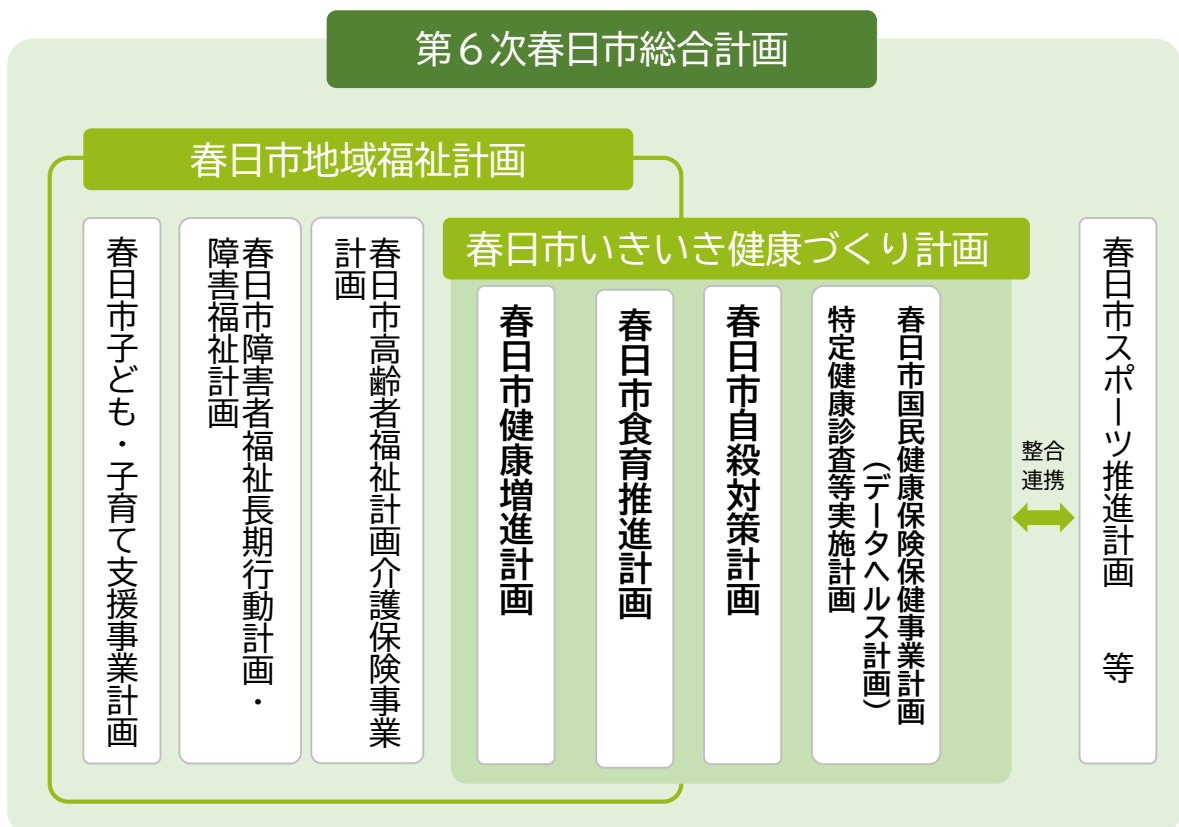 第６次春日市総合計画
春日市地域福祉計画
春日市子ども・子育て支援事業計画
春日市障害者福祉長期行動計画・
障害福祉計画
春日市高齢者福祉計画介護保険事業
計画
春日市いきいき健康づくり計画
春日市健康増進計画
春日市食育推進計画
春日市自殺対策計画
春日市国民健康保険保健事業計画
（データヘルス計画）
特定健康診査等実施計画
整合
連携
春日市スポーツ推進計画　等